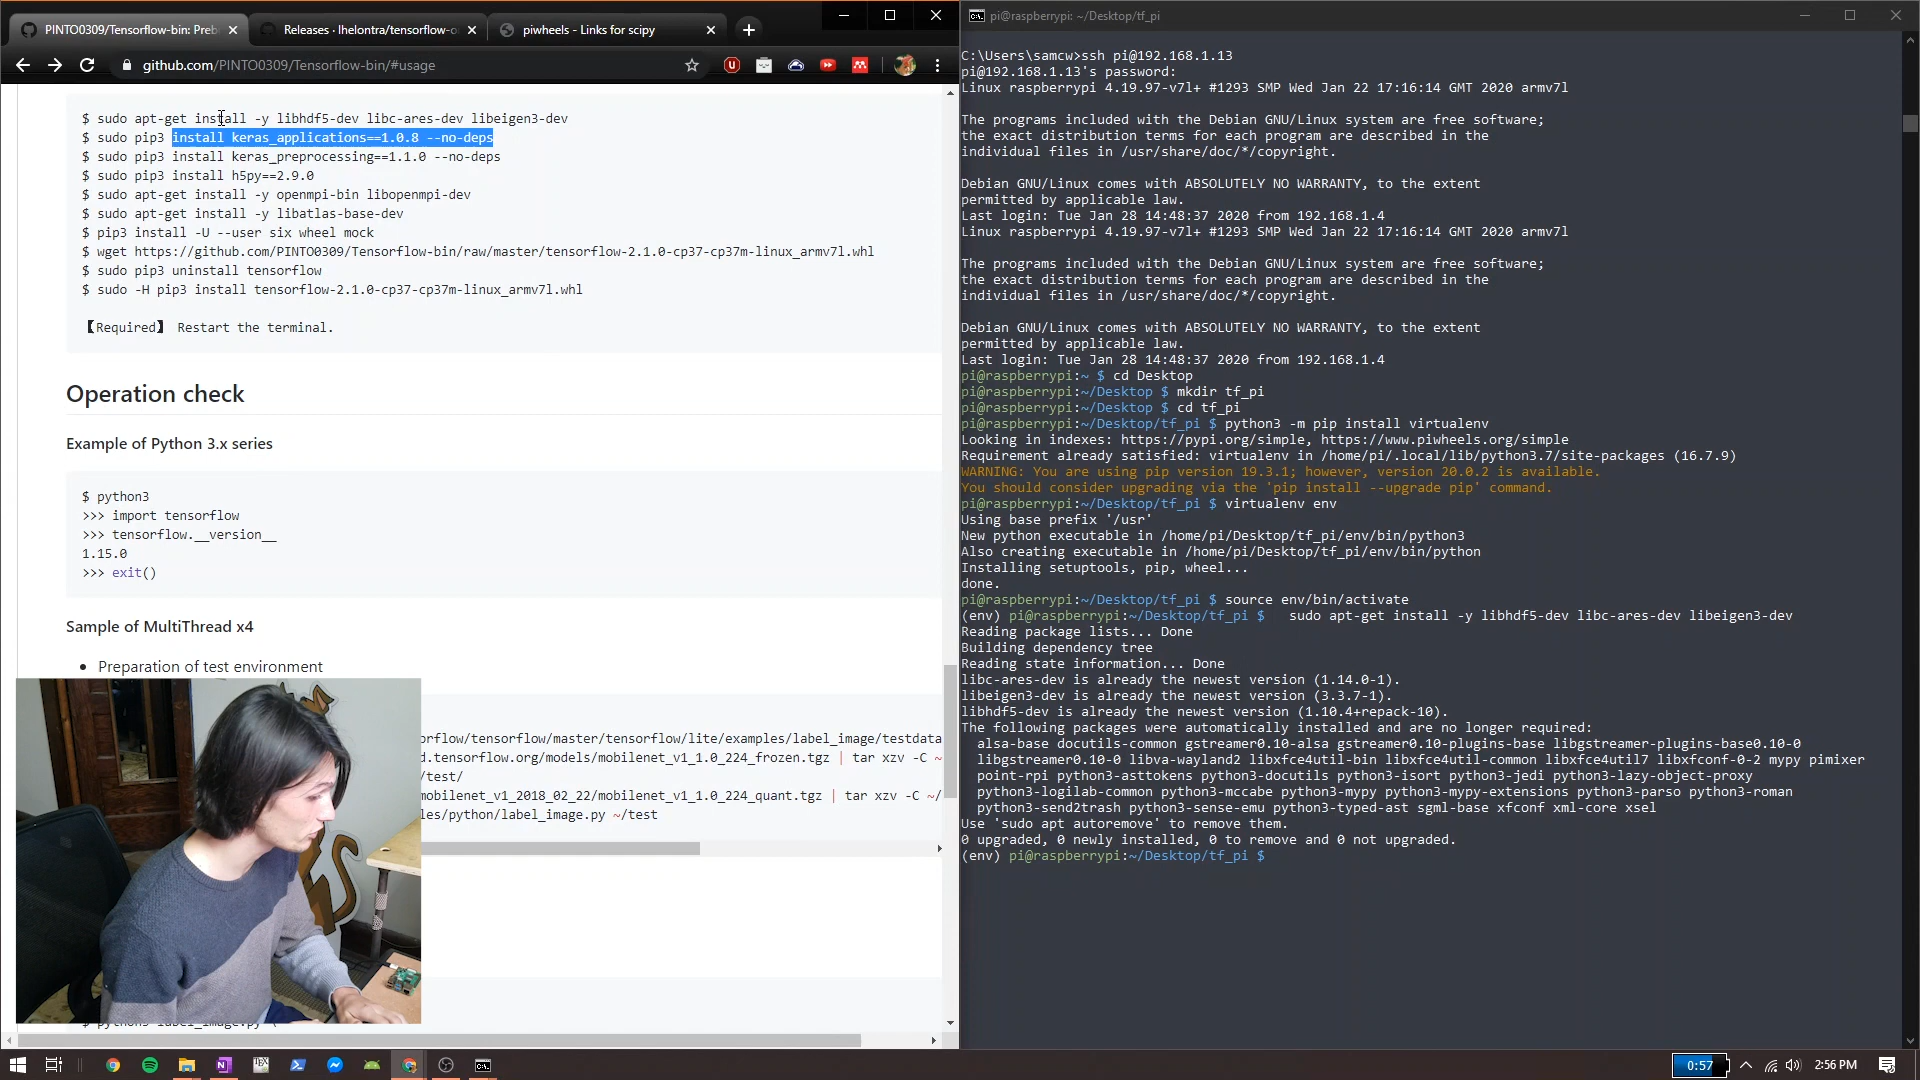 PINTO0309/Tensorflow-bin: Preb
Releases · lhelontra/tensorflow-o
piwheels - Links for scipy
github.com/PINTO0309/Tensorflow-bin/#usage
$ sudo apt-get install -y libhdf5-dev libc-ares-dev libeigen3-dev
$ sudo pip3 install keras_applications==1.0.8 --no-deps
$ sudo pip3 install keras_preprocessing==1.1.0 --no-deps
$ sudo pip3 install h5py==2.9.0
$ sudo apt-get install -y openmpi-bin libopenmpi-dev
$ sudo apt-get install -y libatlas-base-dev
$ pip3 install -U --user six wheel mock
$ wget https://github.com/PINTO0309/Tensorflow-bin/raw/master/tensorflow-2.1.0-cp37-cp37m-linux_armv7l.whl
$ sudo pip3 uninstall tensorflow
$ sudo -H pip3 install tensorflow-2.1.0-cp37-cp37m-linux_armv7l.whl
【Required】 Restart the terminal.
Operation check
Example of Python 3.x series
$ python3
>>> import tensorflow
>>> tensorflow.__version__
1.15.0
>>> exit()
Sample of MultiThread x4
• Preparation of test environment
orflow/tensorflow/master/tensorflow/lite/examples/label_image/testdata
d.tensorflow.org/models/mobilenet_v1_1.0_224_frozen.tgz | tar xzv -C ~
/test/
mobilenet_v1_2018_02_22/mobilenet_v1_1.0_224_quant.tgz | tar xzv -C ~/
les/python/label_image.py ~/test
$ python3 label_image.py \
pi@raspberrypi: ~/Desktop/tf_pi
C:\Users\samcw>ssh pi@192.168.1.13
pi@192.168.1.13's password:
Linux raspberrypi 4.19.97-v7l+ #1293 SMP Wed Jan 22 17:16:14 GMT 2020 armv7l
The programs included with the Debian GNU/Linux system are free software;
the exact distribution terms for each program are described in the
individual files in /usr/share/doc/*/copyright.
Debian GNU/Linux comes with ABSOLUTELY NO WARRANTY, to the extent
permitted by applicable law.
Last login: Tue Jan 28 14:48:37 2020 from 192.168.1.4
Linux raspberrypi 4.19.97-v7l+ #1293 SMP Wed Jan 22 17:16:14 GMT 2020 armv7l
The programs included with the Debian GNU/Linux system are free software;
the exact distribution terms for each program are described in the
individual files in /usr/share/doc/*/copyright.
Debian GNU/Linux comes with ABSOLUTELY NO WARRANTY, to the extent
permitted by applicable law.
Last login: Tue Jan 28 14:48:37 2020 from 192.168.1.4
pi@raspberrypi:~ $ cd Desktop
pi@raspberrypi:~/Desktop $ mkdir tf_pi
pi@raspberrypi:~/Desktop $ cd tf_pi
pi@raspberrypi:~/Desktop/tf_pi $ python3 -m pip install virtualenv
Looking in indexes: https://pypi.org/simple, https://www.piwheels.org/simple
Requirement already satisfied: virtualenv in /home/pi/.local/lib/python3.7/site-packages (16.7.9)
WARNING: You are using pip version 19.3.1; however, version 20.0.2 is available.
You should consider upgrading via the 'pip install --upgrade pip' command.
pi@raspberrypi:~/Desktop/tf_pi $ virtualenv env
Using base prefix '/usr'
New python executable in /home/pi/Desktop/tf_pi/env/bin/python3
Also creating executable in /home/pi/Desktop/tf_pi/env/bin/python
Installing setuptools, pip, wheel...
done.
pi@raspberrypi:~/Desktop/tf_pi $ source env/bin/activate
(env) pi@raspberrypi:~/Desktop/tf_pi $ sudo apt-get install -y libhdf5-dev libc-ares-dev libeigen3-dev
Reading package lists... Done
Building dependency tree
Reading state information... Done
libc-ares-dev is already the newest version (1.14.0-1).
libeigen3-dev is already the newest version (3.3.7-1).
libhdf5-dev is already the newest version (1.10.4+repack-10).
The following packages were automatically installed and are no longer required:
alsa-base docutils-common gstreamer0.10-alsa gstreamer0.10-plugins-base libgstreamer-plugins-base0.10-0
libgstreamer0.10-0 libva-wayland2 libxfce4util-bin libxfce4util-common libxfce4util7 libxfconf-0-2 mypy pimixer
point-rpi python3-asttokens python3-docutils python3-isort python3-jedi python3-lazy-object-proxy
python3-logilab-common python3-mccabe python3-mypy python3-mypy-extensions python3-parso python3-roman
python3-send2trash python3-sense-emu python3-typed-ast sgml-base xfconf xml-core xsel
Use 'sudo apt autoremove' to remove them.
0 upgraded, 0 newly installed, 0 to remove and 0 not upgraded.
(env) pi@raspberrypi:~/Desktop/tf_pi $
0:57
2:56 PM